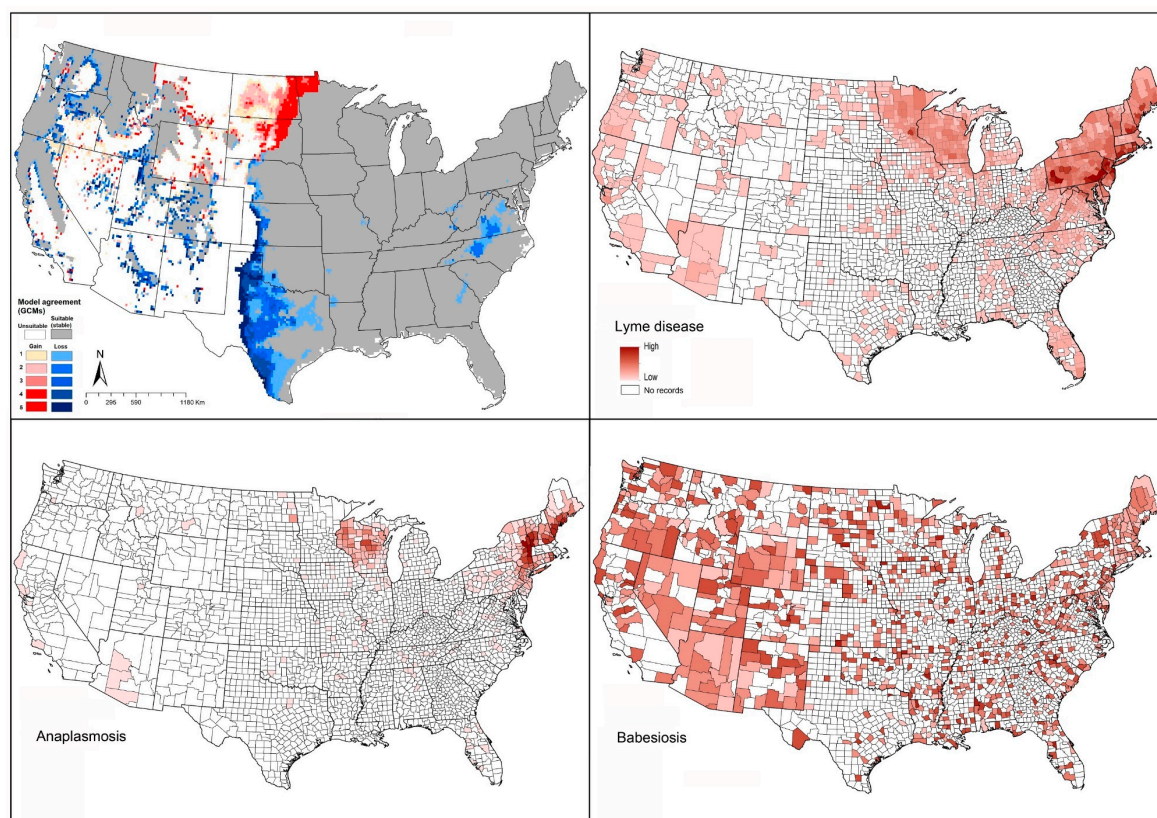 Model agreement
(GCMs)
Unsuitable
Suitable
(stable)
Gain Loss
1
2
3
4
8
N
0 295 590 1180 Km
Lyme disease
High
Low
No records
Anaplasmosis
Babesiosis